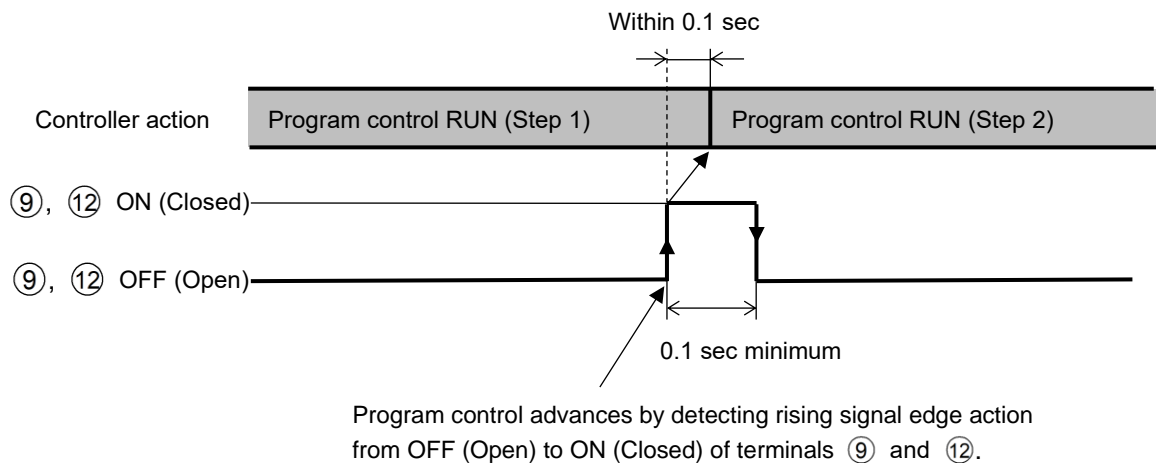 Within 0.1 sec
Controller action Program control RUN (Step 1) Program control RUN (Step 2)
⑨, ⑫ ON (Closed)
⑨, ⑫ OFF (Open)
0.1 sec minimum
Program control advances by detecting rising signal edge action
from OFF (Open) to ON (Closed) of terminals ⑨ and ⑫.